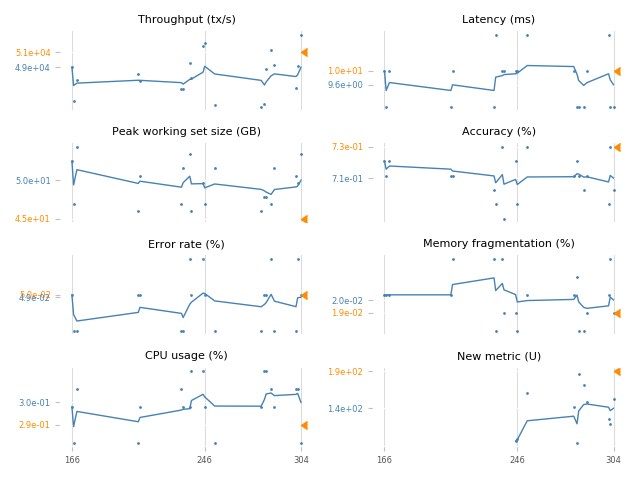 Throughput (tx/s)
5.1e+04
4.9e+04
Latency (ms)
1.0e+01
9.6e+00
Peak working set size (GB)
5.0e+01
4.5e+01
Accuracy (%)
7.3e-01
7.1e-01
Error rate (%)
4.9e-02
Memory fragmentation (%)
2.0e-02
1.9e-02
CPU usage (%)
3.0e-01
2.9e-01
166
246
304
New metric (U)
1.9e+02
1.4e+02
166
246
304